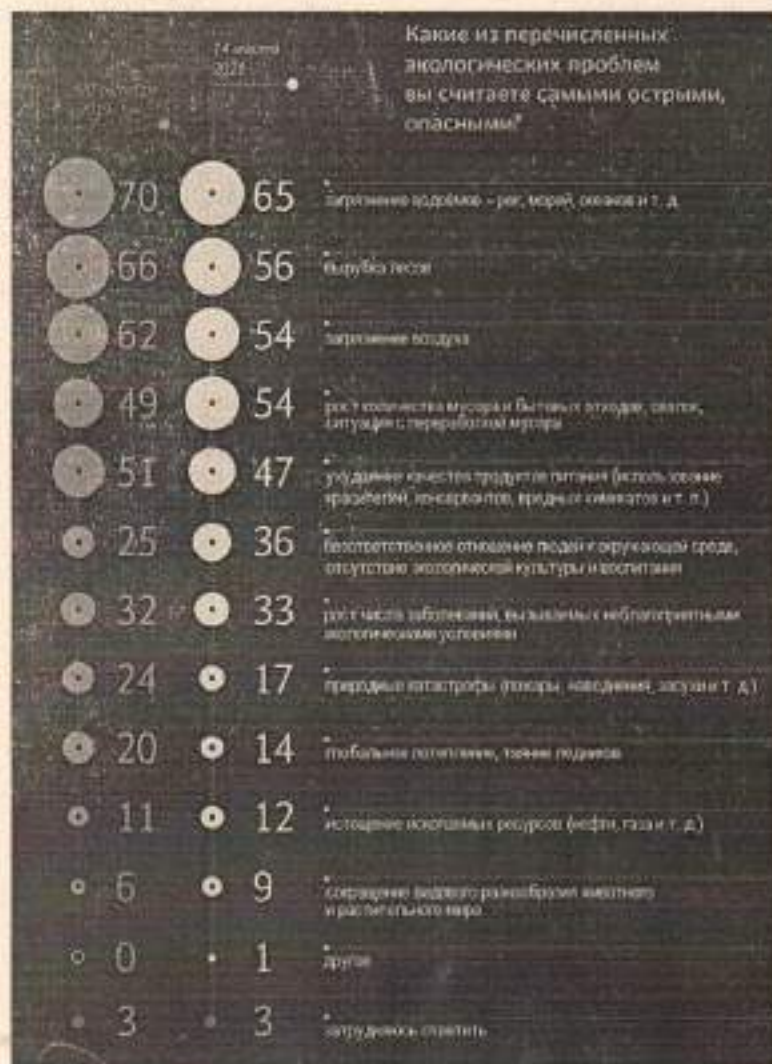 14 марта
Какие из перечисленных
экологических проблем
вы считаете самыми острыми,
опасными?
70 65 загрязнение водоёмов – рек, морей, океанов и т. д.
66 56 вырубка лесов
62 54 загрязнение воздуха
49 54 рост количества мусора и бытовых отходов, свалок,
ситуация с переработкой мусора
51 47 ухудшение качества продуктов питания (использование
красителей, консервантов, вредных химикатов и т. п.)
25 36 безответственное отношение людей к окружающей среде,
отсутствие экологической культуры и воспитания
32 33 рост числа заболеваний, вызываемых неблагоприятными
экологическими условиями
24 17 природные катастрофы (пожары, наводнения, засухи и т. д.)
20 14 глобальное потепление, таяние ледников
11 12 истощение ископаемых ресурсов (нефти, газа и т. д.)
6 9 сокращение видового разнообразия животного
и растительного мира
0 1 другое
3 3 затрудняюсь ответить